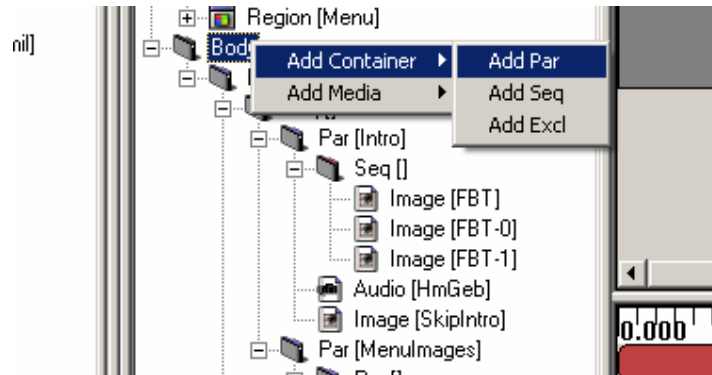 Region [Menu]
nil]
Body
Add Container
Add Par
Add Media
Add Seq
[]
Add Excl
Par [Intro]
Seq []
Image [FBT]
Image [FBT-0]
Image [FBT-1]
Audio [HmGeb]
Image [SkipIntro]
0.000
Par [MenuImages]